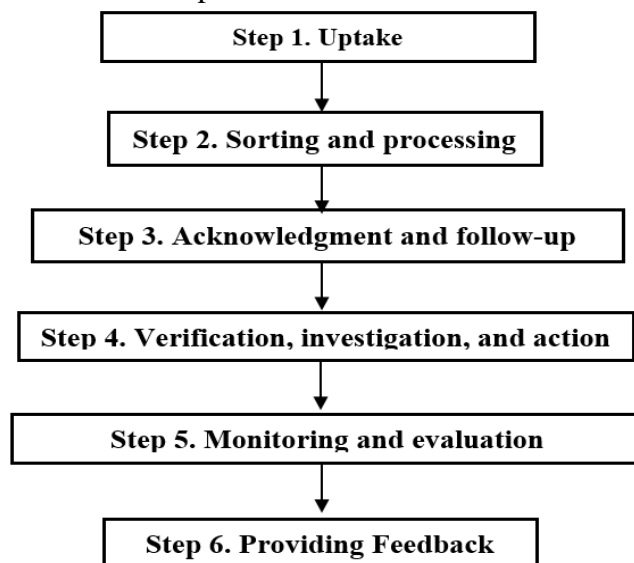 Step 1. Uptake
Step 2. Sorting and processing
Step 3. Acknowledgment and follow-up
Step 4. Verification, investigation, and action
Step 5. Monitoring and evaluation
Step 6. Providing Feedback